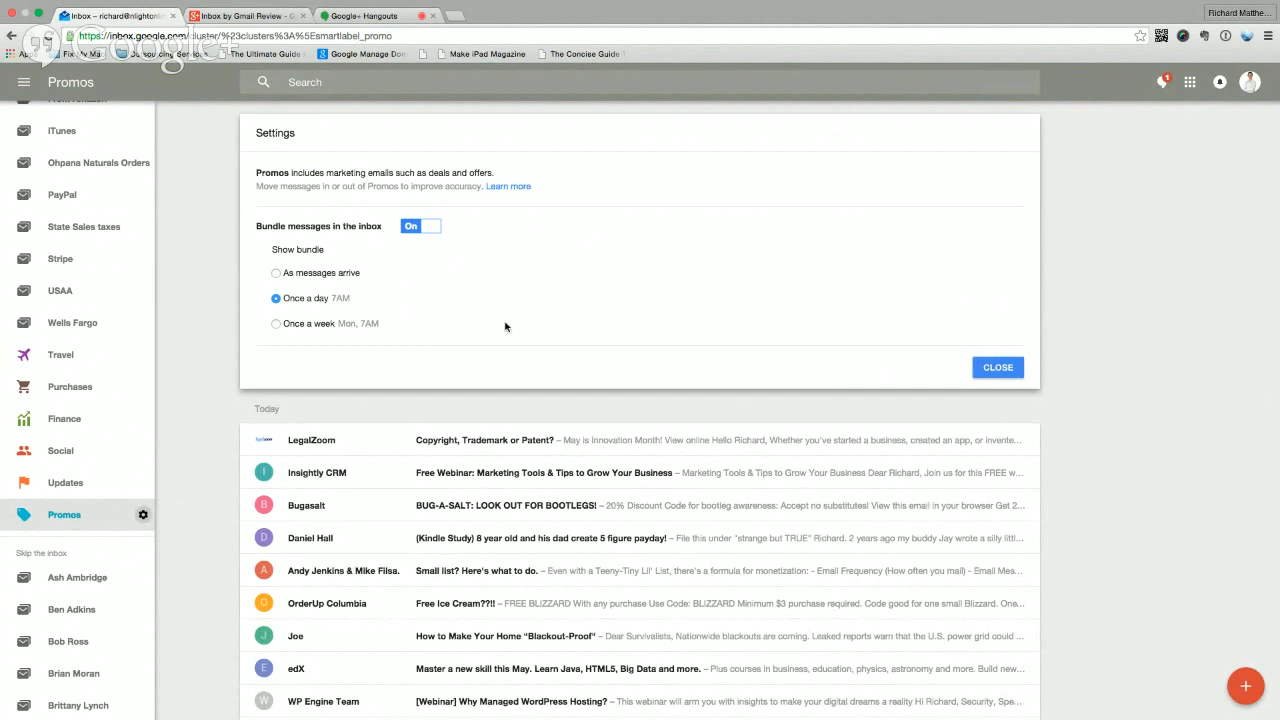 Inbox – richard@nlightonl
Inbox by Gmail Review - G
Google+ Hangouts
Richard Matthe...
https://inbox.google.com/cluster/%23clusters%3A%5Esmartlabel_promo
Google+
Apps
Fix My Ma
Outsourcing Services
The Ultimate Guide
Google Manage Dom
Make iPad Magazine
The Concise Guide T
Promos
Search
1
From Amazon
iTunes
Ohpana Naturals Orders
PayPal
State Sales taxes
Stripe
USAA
Wells Fargo
Travel
Purchases
Finance
Social
Updates
Promos
Skip the inbox
Ash Ambridge
Ben Adkins
Bob Ross
Brian Moran
Brittany Lynch
Settings
Promos includes marketing emails such as deals and offers.
Move messages in or out of Promos to improve accuracy. Learn more
Bundle messages in the inbox On
Show bundle
As messages arrive
Once a day 7AM
Once a week Mon, 7AM
CLOSE
Today
LegalZoom Copyright, Trademark or Patent? – May is Innovation Month! View online Hello Richard, Whether you've started a business, created an app, or invente...
I Insightly CRM Free Webinar: Marketing Tools & Tips to Grow Your Business – Marketing Tools & Tips to Grow Your Business Dear Richard, Join us for this FREE w...
B Bugasalt BUG-A-SALT: LOOK OUT FOR BOOTLEGS! – 20% Discount Code for bootleg awareness: Accept no substitutes! View this email in your browser Get 2...
D Daniel Hall (Kindle Study) 8 year old and his dad create 5 figure payday! – File this under "strange but TRUE" Richard. 2 years ago my buddy Jay wrote a silly littl...
A Andy Jenkins & Mike Filsa. Small list? Here's what to do. – Even with a Teeny-Tiny Lil' List, there's a formula for monetization: - Email Frequency (How often you mail) - Email Mes...
O OrderUp Columbia Free Ice Cream??!! – FREE BLIZZARD With any purchase Use Code: BLIZZARD Minimum $3 purchase required. Code good for one small Blizzard. One...
J Joe How to Make Your Home "Blackout-Proof" – Dear Survivalists, Nationwide blackouts are coming. Leaked reports warn that the U.S. power grid could ...
E edX Master a new skill this May. Learn Java, HTML5, Big Data and more. – Plus courses in business, education, physics, astronomy and more. Build new...
W WP Engine Team [Webinar] Why Managed WordPress Hosting? – This webinar will arm you with insights to make your digital dreams a reality Hi Richard, Security, Spe...